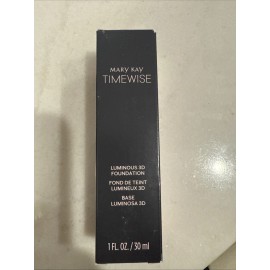 MARY KAY
TIMEWISE
LUMINOUS 3D
FOUNDATION
FOND DE TEINT
LUMINEUX 3D
BASE
LUMINOSA 3D
1 FL. OZ. / 30 ml